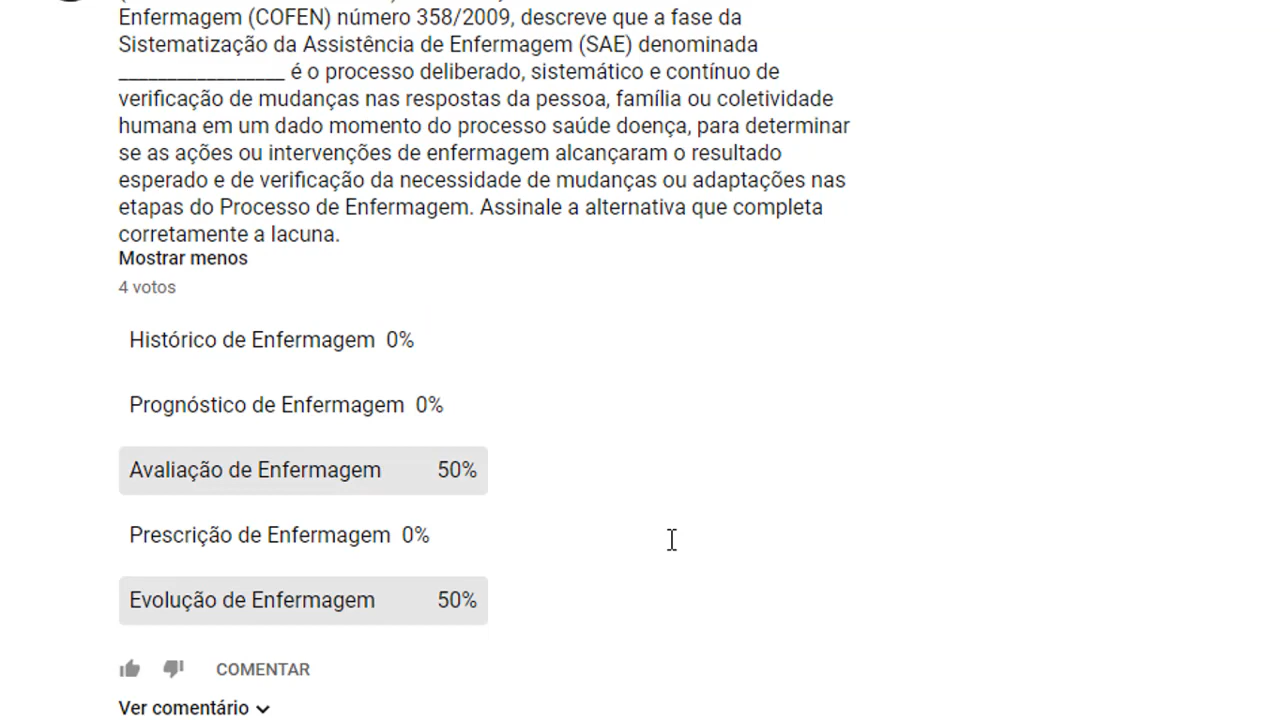 Enfermagem (COFEN) número 358/2009, descreve que a fase da
Sistematização da Assistência de Enfermagem (SAE) denominada
_________________ é o processo deliberado, sistemático e contínuo de
verificação de mudanças nas respostas da pessoa, família ou coletividade
humana em um dado momento do processo saúde doença, para determinar
se as ações ou intervenções de enfermagem alcançaram o resultado
esperado e de verificação da necessidade de mudanças ou adaptações nas
etapas do Processo de Enfermagem. Assinale a alternativa que completa
corretamente a lacuna.
Mostrar menos
4 votos
Histórico de Enfermagem 0%
Prognóstico de Enfermagem 0%
Avaliação de Enfermagem 50%
Prescrição de Enfermagem 0%
Evolução de Enfermagem 50%
COMENTAR
Ver comentário